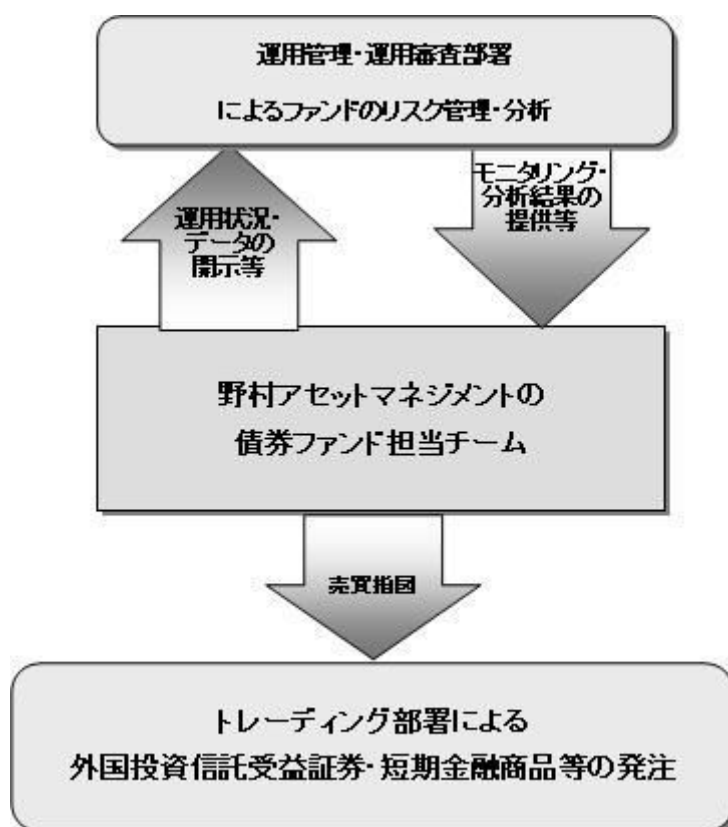 運用管理・運用審査部署
によるファンドのリスク管理・分析
運用状況・
データの
開示等
モニタリング・
分析結果の
提供等
野村アセットマネジメントの
債券ファンド担当チーム
売買指図
トレーディング部署による
外国投資信託受益証券・短期金融商品等の発注